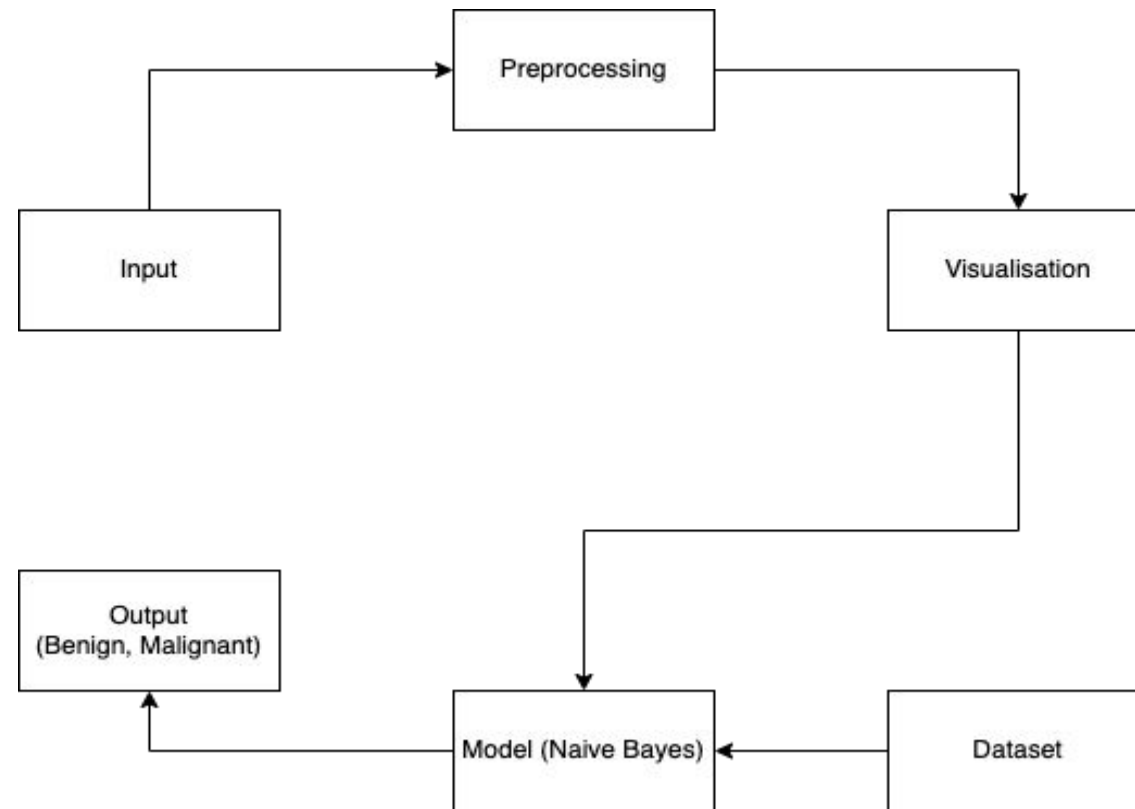 Preprocessing
Input
Visualisation
Output
(Benign, Malignant)
Model (Naive Bayes)
Dataset